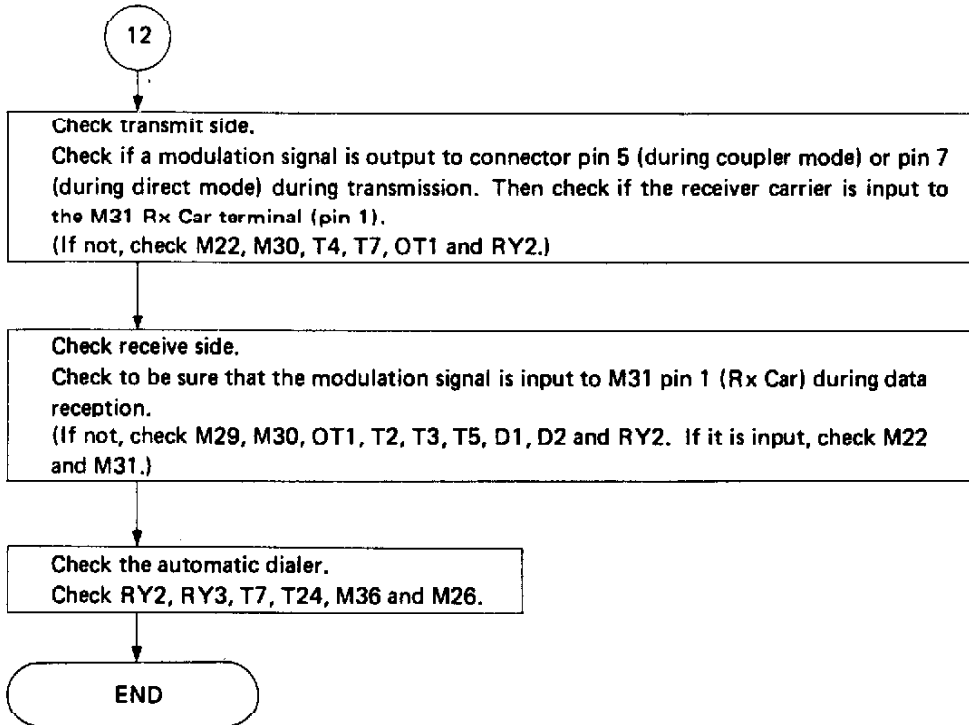 12
Check transmit side.
Check if a modulation signal is output to connector pin 5 (during coupler mode) or pin 7
(during direct mode) during transmission. Then check if the receiver carrier is input to
the M31 Rx Car terminal (pin 1).
(If not, check M22, M30, T4, T7, OT1 and RY2.)
Check receive side.
Check to be sure that the modulation signal is input to M31 pin 1 (Rx Car) during data
reception.
(If not, check M29, M30, OT1, T2, T3, T5, D1, D2 and RY2. If it is input, check M22
and M31.)
Check the automatic dialer.
Check RY2, RY3, T7, T24, M36 and M26.
END